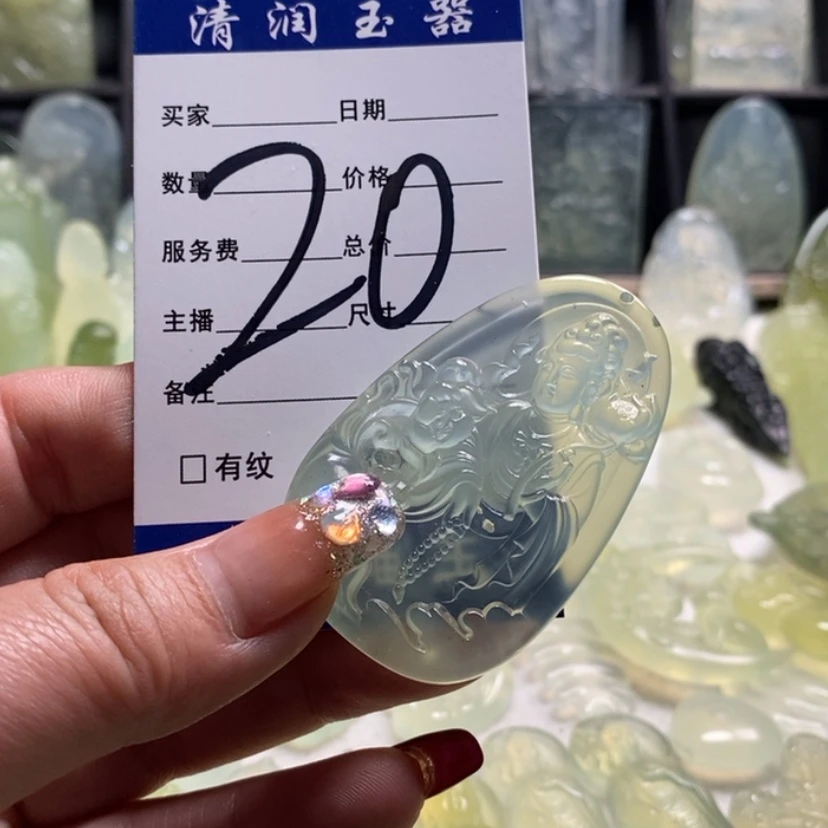 清润玉器
买家 日期
数量 价格
服务费 总价
主播 尺寸
备注
20
□有纹